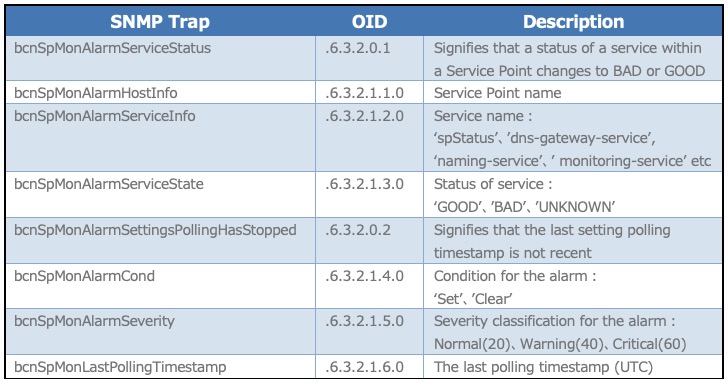 SNMP Trap OID Description
bcnSpMonAlarmServiceStatus .6.3.2.0.1 Signifies that a status of a service within
a Service Point changes to BAD or GOOD
bcnSpMonAlarmHostInfo .6.3.2.1.1.0 Service Point name
bcnSpMonAlarmServiceInfo .6.3.2.1.2.0 Service name :
‘spStatus’、’dns-gateway-service’,
‘naming-service’、’ monitoring-service’ etc
bcnSpMonAlarmServiceState .6.3.2.1.3.0 Status of service :
‘GOOD’、’BAD’、’UNKNOWN’
bcnSpMonAlarmSettingsPollingHasStopped .6.3.2.0.2 Signifies that the last setting polling
timestamp is not recent
bcnSpMonAlarmCond .6.3.2.1.4.0 Condition for the alarm :
‘Set’、’Clear’
bcnSpMonAlarmSeverity .6.3.2.1.5.0 Severity classification for the alarm :
Normal(20)、Warning(40)、Critical(60)
bcnSpMonLastPollingTimestamp .6.3.2.1.6.0 The last polling timestamp (UTC)